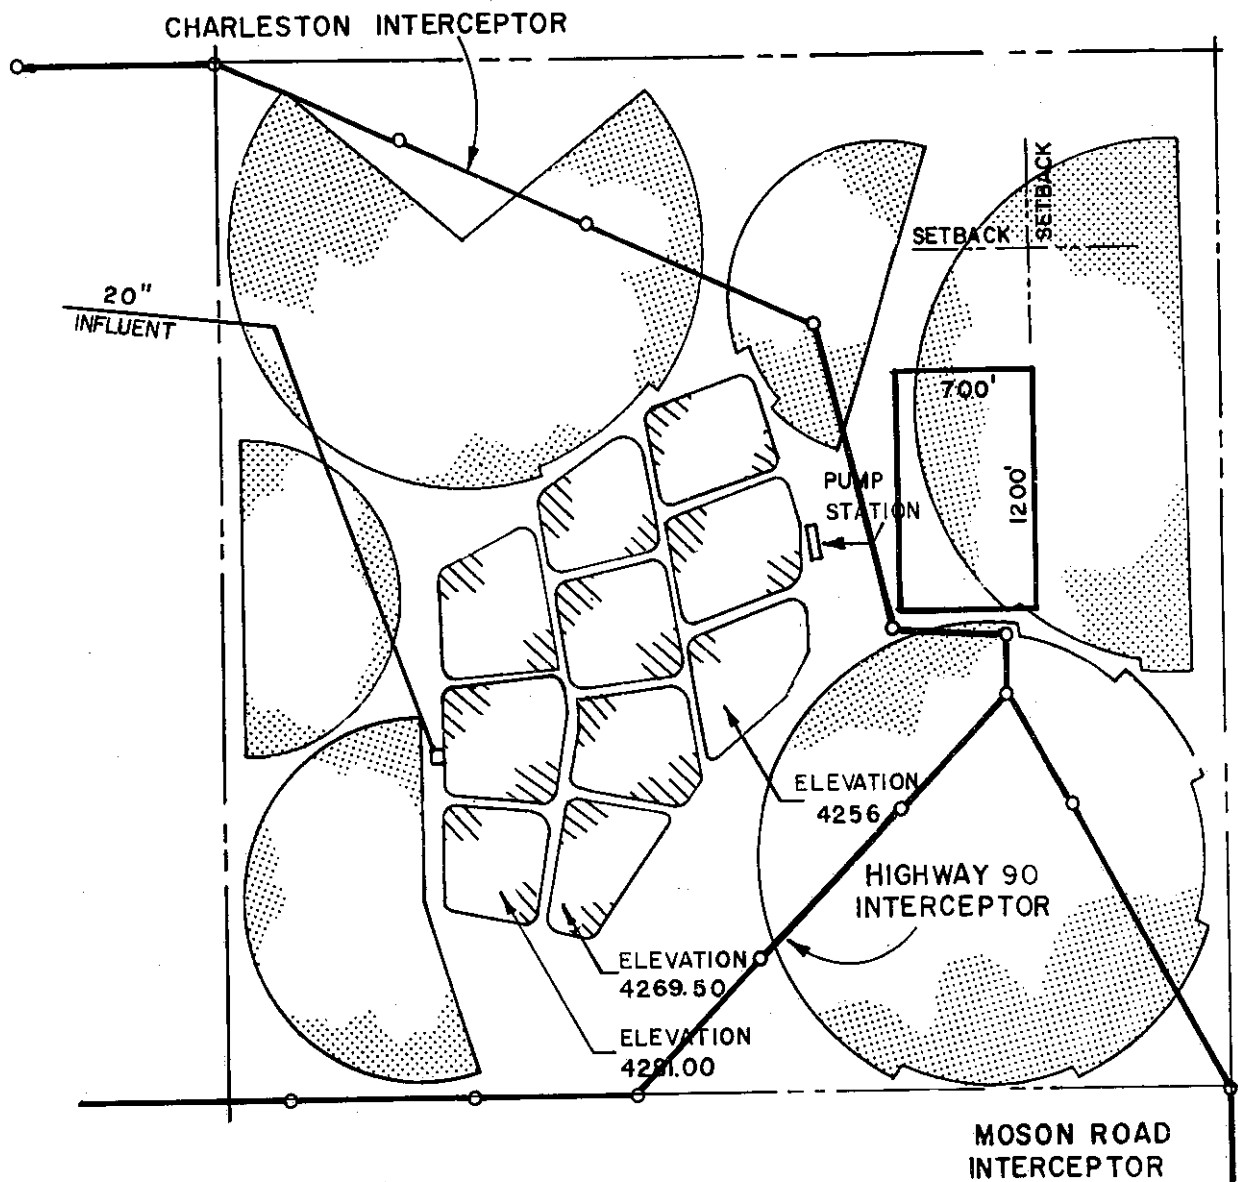 CHARLESTON INTERCEPTOR
SETBACK
SETBACK
20"
INFLUENT
700'
1200'
PUMP
STATION
ELEVATION
4256
HIGHWAY 90
INTERCEPTOR
ELEVATION
4269.50
ELEVATION
4281.00
MOSON ROAD
INTERCEPTOR